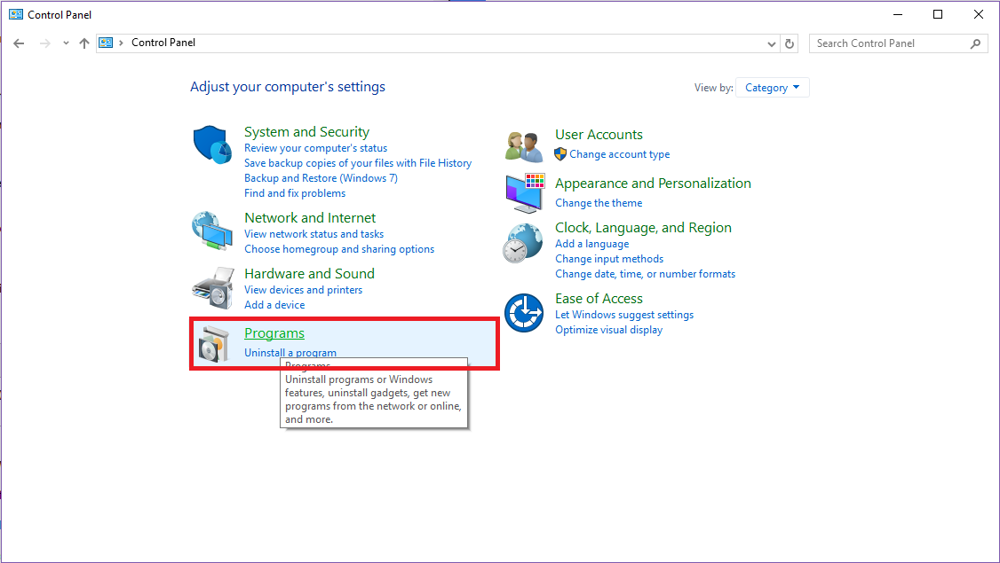 Control Panel
Control Panel
Search Control Panel
Adjust your computer's settings
View by:
Category
System and Security
Review your computer's status
Save backup copies of your files with File History
Backup and Restore (Windows 7)
Find and fix problems
Network and Internet
View network status and tasks
Choose homegroup and sharing options
Hardware and Sound
View devices and printers
Add a device
Programs
Uninstall a program
Programs
Uninstall programs or Windows
features, uninstall gadgets, get new
programs from the network or online,
and more.
User Accounts
Change account type
Appearance and Personalization
Change the theme
Clock, Language, and Region
Add a language
Change input methods
Change date, time, or number formats
Ease of Access
Let Windows suggest settings
Optimize visual display